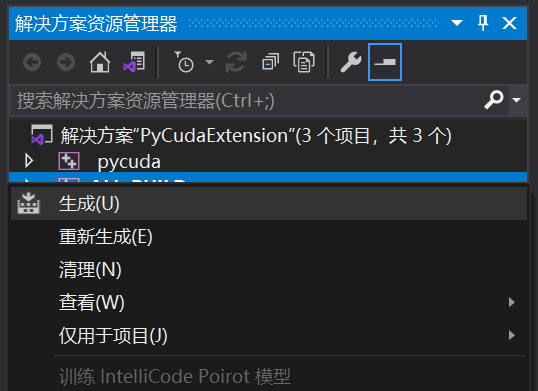 解决方案资源管理器
搜索解决方案资源管理器(Ctrl+;)
解决方案“PyCudaExtension”(3 个项目，共 3 个)
pycuda
生成(U)
重新生成(E)
清理(N)
查看(W)
仅用于项目(J)
训练 IntelliCode Poirot 模型